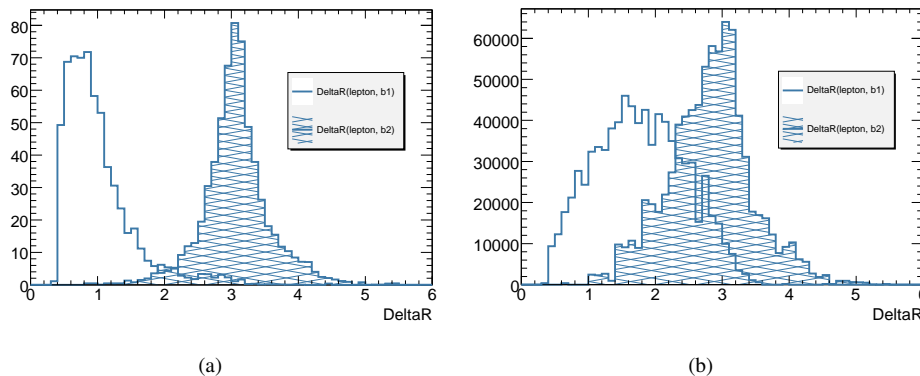 80
70
60
50
40
30
20
10
0
0 1 2 3 4 5 6
DeltaR
DeltaR(lepton, b1)
DeltaR(lepton, b2)
(a)
60000
50000
40000
30000
20000
10000
0
0 1 2 3 4 5 6
DeltaR
DeltaR(lepton, b1)
DeltaR(lepton, b2)
(b)